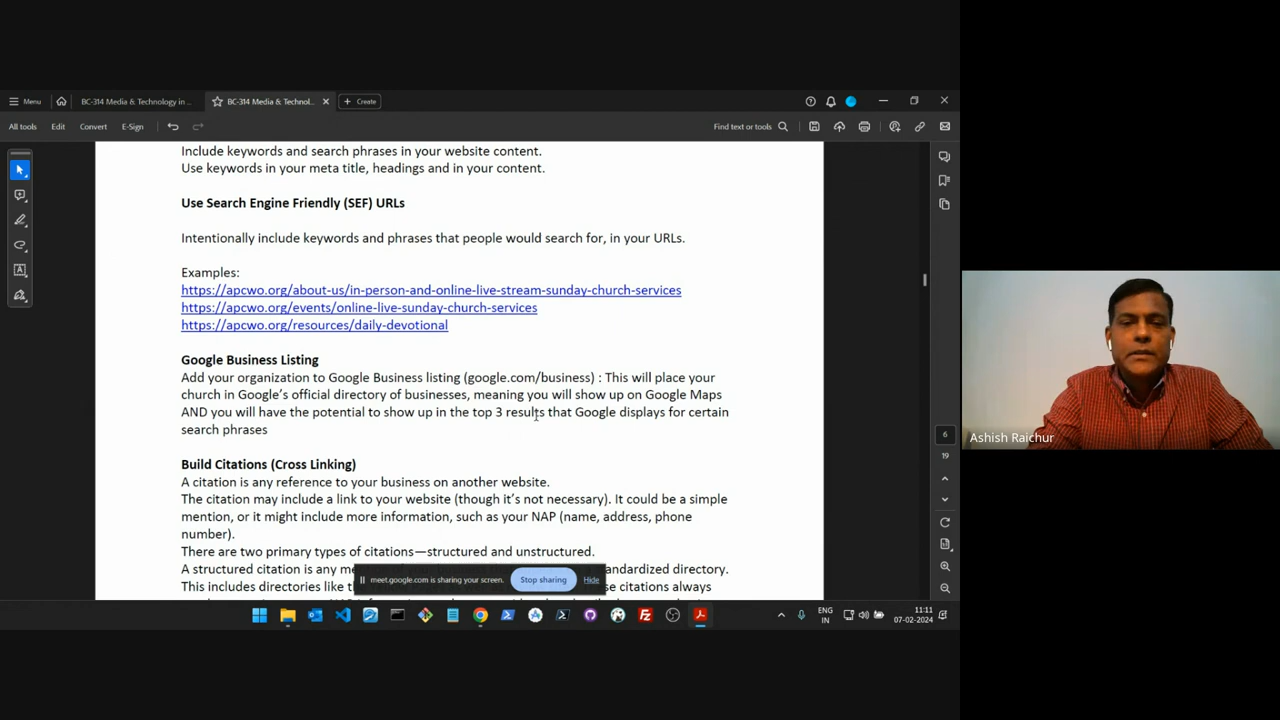 Menu
BC-314 Media & Technology in ...
BC-314 Media & Technol...
Create
All tools
Edit
Convert
E-Sign
Find text or tools
Include keywords and search phrases in your website content.
Use keywords in your meta title, headings and in your content.
Use Search Engine Friendly (SEF) URLs
Intentionally include keywords and phrases that people would search for, in your URLs.
Examples:
https://apcwo.org/about-us/in-person-and-online-live-stream-sunday-church-services
https://apcwo.org/events/online-live-sunday-church-services
https://apcwo.org/resources/daily-devotional
Google Business Listing
Add your organization to Google Business listing (google.com/business) : This will place your
church in Google's official directory of businesses, meaning you will show up on Google Maps
AND you will have the potential to show up in the top 3 results that Google displays for certain
search phrases
Build Citations (Cross Linking)
A citation is any reference to your business on another website.
The citation may include a link to your website (though it's not necessary). It could be a simple
mention, or it might include more information, such as your NAP (name, address, phone
number).
There are two primary types of citations—structured and unstructured.
A structured citation is any
andardized directory.
This includes directories like
se citations always
meet.google.com is sharing your screen.
Stop sharing
Hide
6
19
Ashish Raichur
ENG
IN
11:11
07-02-2024